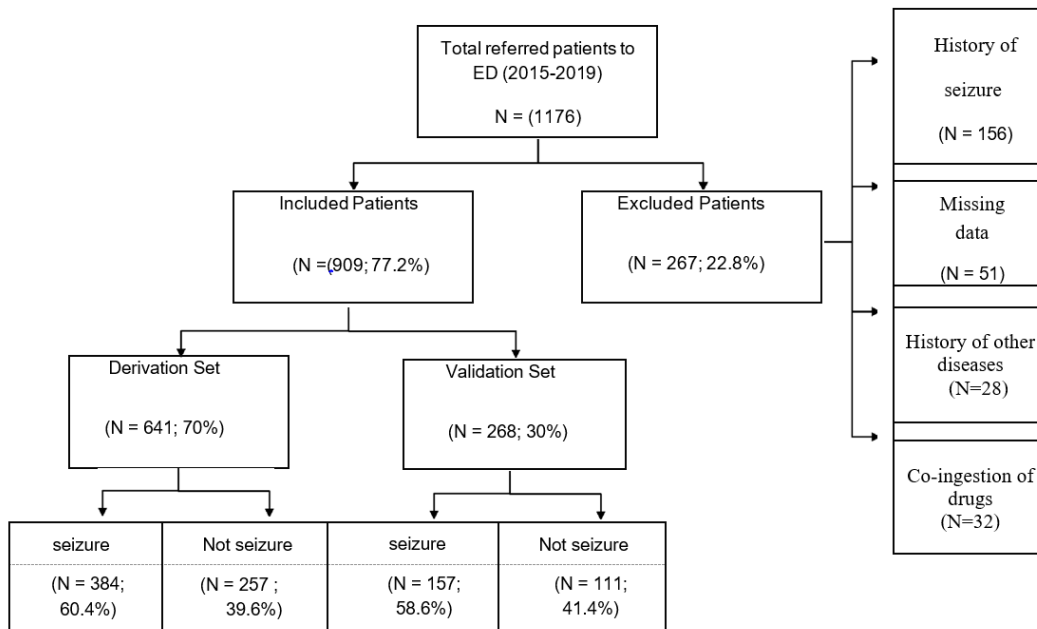 Total referred patients to
ED (2015-2019)
N = (1176)
Included Patients
(N =(909; 77.2%)
Excluded Patients
(N = 267; 22.8%)
History of
seizure
(N = 156)
Missing
data
(N = 51)
History of other
diseases
(N=28)
Co-ingestion of
drugs
(N=32)
Derivation Set
(N = 641; 70%)
Validation Set
(N = 268; 30%)
seizure
(N = 384;
60.4%)
Not seizure
(N = 257 ;
39.6%)
seizure
(N = 157;
58.6%)
Not seizure
(N = 111;
41.4%)